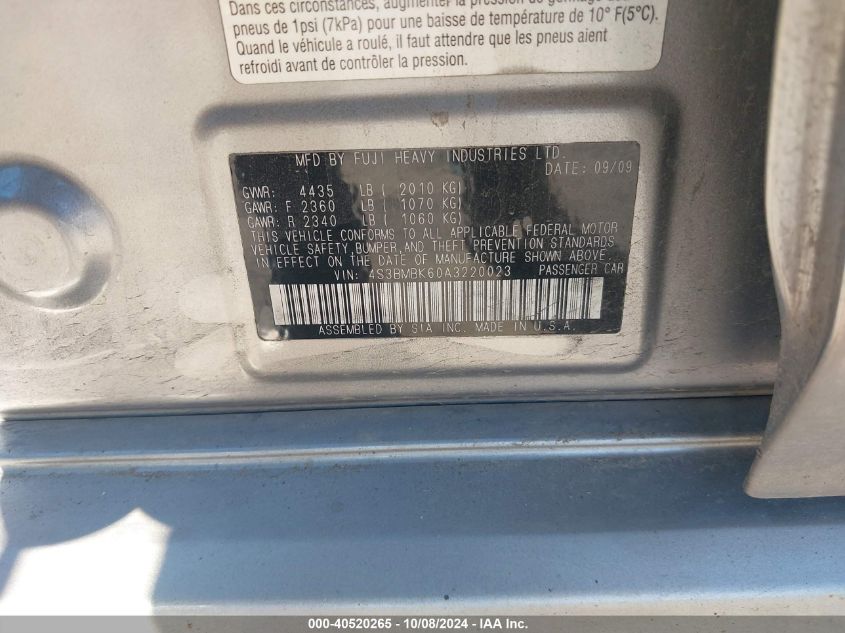 Dans ces circonstances, augmenter la pression de gonflage des
pneus de 1psi (7kPa) pour une baisse de température de 10° F(5°C).
Quand le véhicule a roulé, il faut attendre que les pneus aient
refroidi avant de contrôler la pression.
MFD BY FUJI HEAVY INDUSTRIES LTD.
DATE: 09/09
GVWR: 4435 LB ( 2010 KG)
GAWR: F 2360 LB ( 1070 KG)
GAWR: R 2340 LB ( 1060 KG)
THIS VEHICLE CONFORMS TO ALL APPLICABLE FEDERAL MOTOR
VEHICLE SAFETY, BUMPER, AND THEFT PREVENTION STANDARDS
IN EFFECT ON THE DATE OF MANUFACTURE SHOWN ABOVE.
VIN: 4S3BMBK60A3220023 PASSENGER CAR
ASSEMBLED BY SIA INC. MADE IN U.S.A.
000-40520265 - 10/08/2024 - IAA Inc.